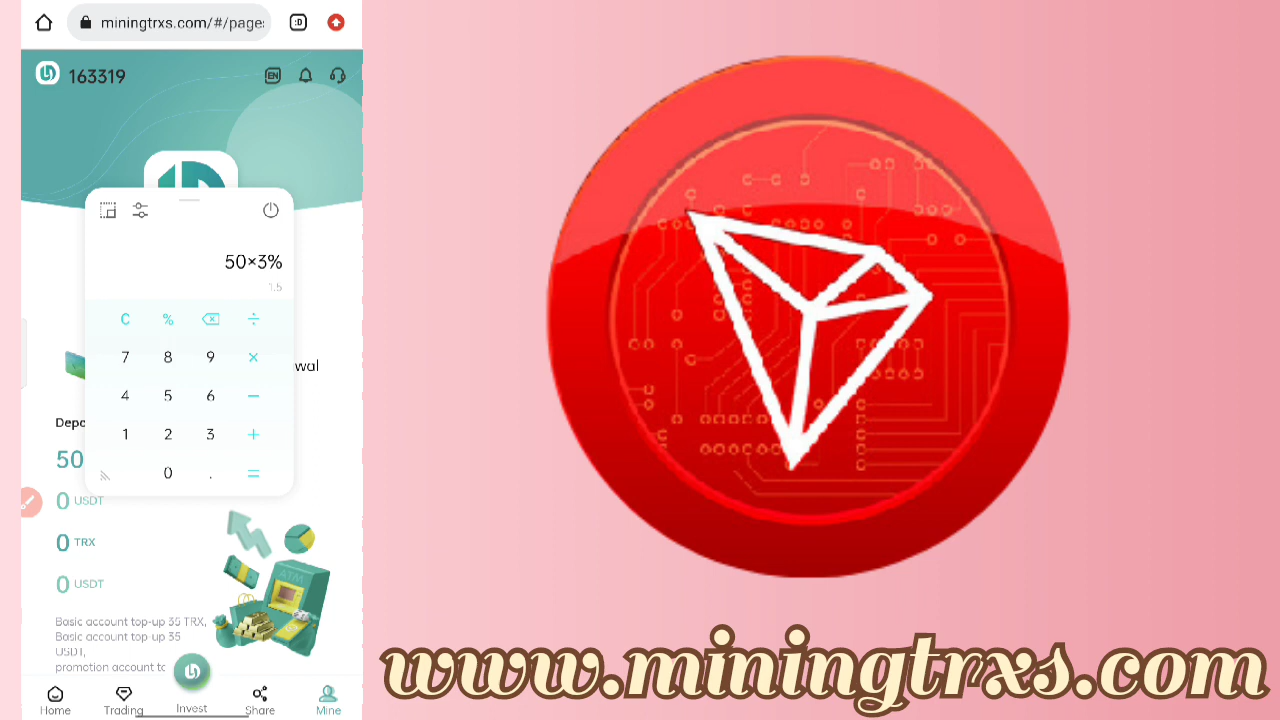 miningtrxs.com/#/page
:D
163319
EN
50×3%
1.5
C % ÷
7 8 9 ×
4 5 6 −
1 2 3 +
0 . =
wal
Depo
50
0 USDT
0 TRX
0 USDT
ATM
Basic account top-up 35 TRX,
Basic account top-up 35
USDT,
promotion account to
Home Trading Invest Share Mine
www.miningtrxs.com